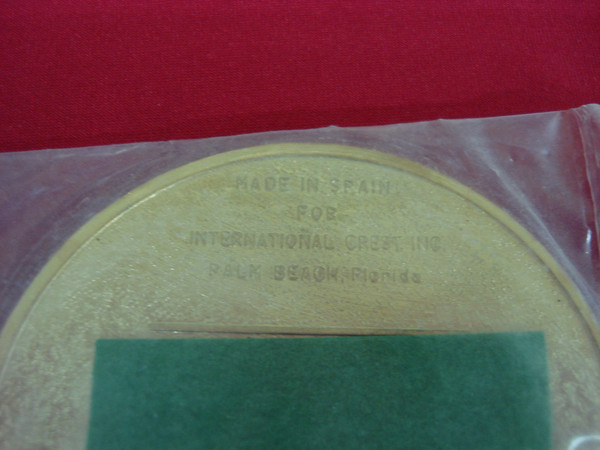 MADE IN SPAIN
FOR
INTERNATIONAL CREST INC.
PALM BEACH, Florida